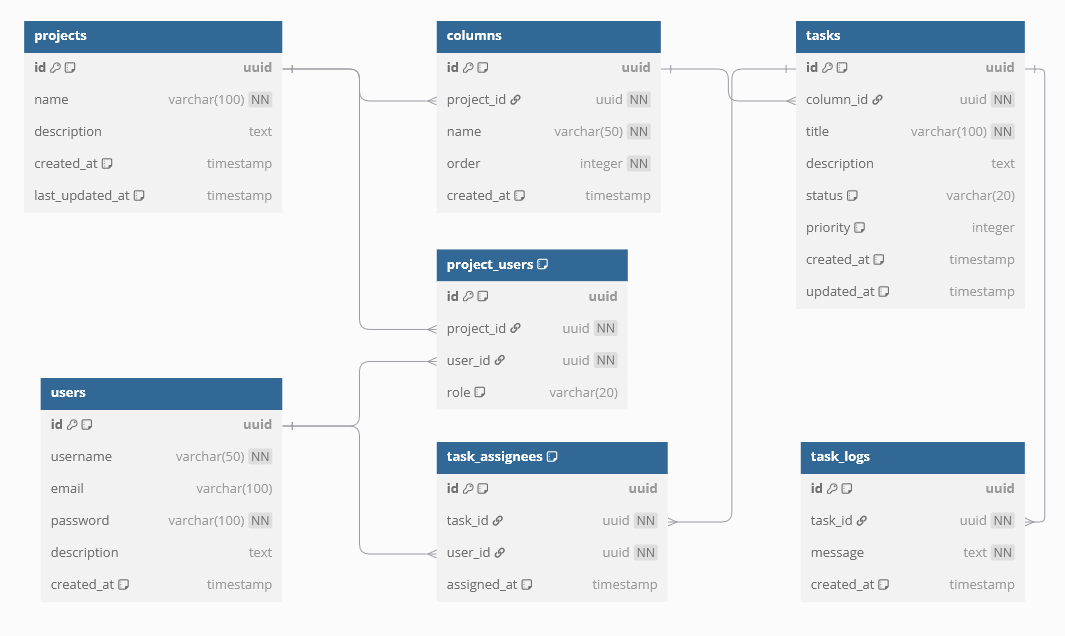 projects
id uuid
name varchar(100) NN
description text
created_at timestamp
last_updated_at timestamp
columns
id uuid
project_id uuid NN
name varchar(50) NN
order integer NN
created_at timestamp
tasks
id uuid
column_id uuid NN
title varchar(100) NN
description text
status varchar(20)
priority integer
created_at timestamp
updated_at timestamp
project_users
id uuid
project_id uuid NN
user_id uuid NN
role varchar(20)
users
id uuid
username varchar(50) NN
email varchar(100)
password varchar(100) NN
description text
created_at timestamp
task_assignees
id uuid
task_id uuid NN
user_id uuid NN
assigned_at timestamp
task_logs
id uuid
task_id uuid NN
message text NN
created_at timestamp